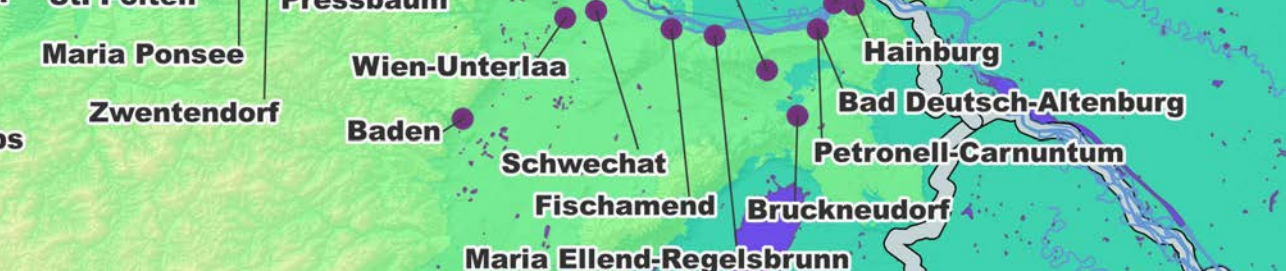 Pressbaum
Maria Ponsee
Hainburg
Wien-Unterlaa
Zwentendorf
Bad Deutsch-Altenburg
Baden
Petronell-Carnuntum
Schwechat
Fischamend
Bruckneudorf
Maria Ellend-Regelsbrunn